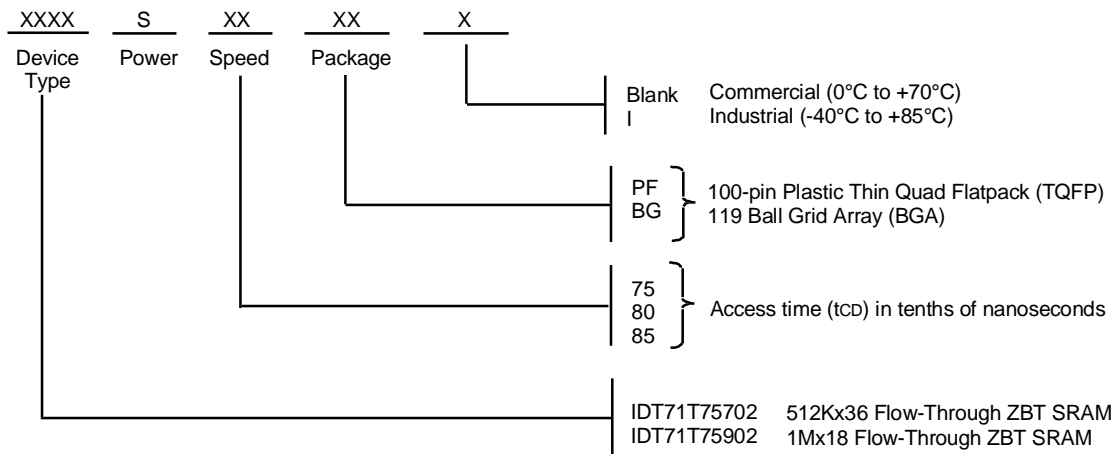 XXXX S XX XX X
Device Type Power Speed Package
Blank Commercial (0°C to +70°C)
I Industrial (-40°C to +85°C)
PF 100-pin Plastic Thin Quad Flatpack (TQFP)
BG 119 Ball Grid Array (BGA)
75
80 Access time (tCD) in tenths of nanoseconds
85
IDT71T75702 512Kx36 Flow-Through ZBT SRAM
IDT71T75902 1Mx18 Flow-Through ZBT SRAM